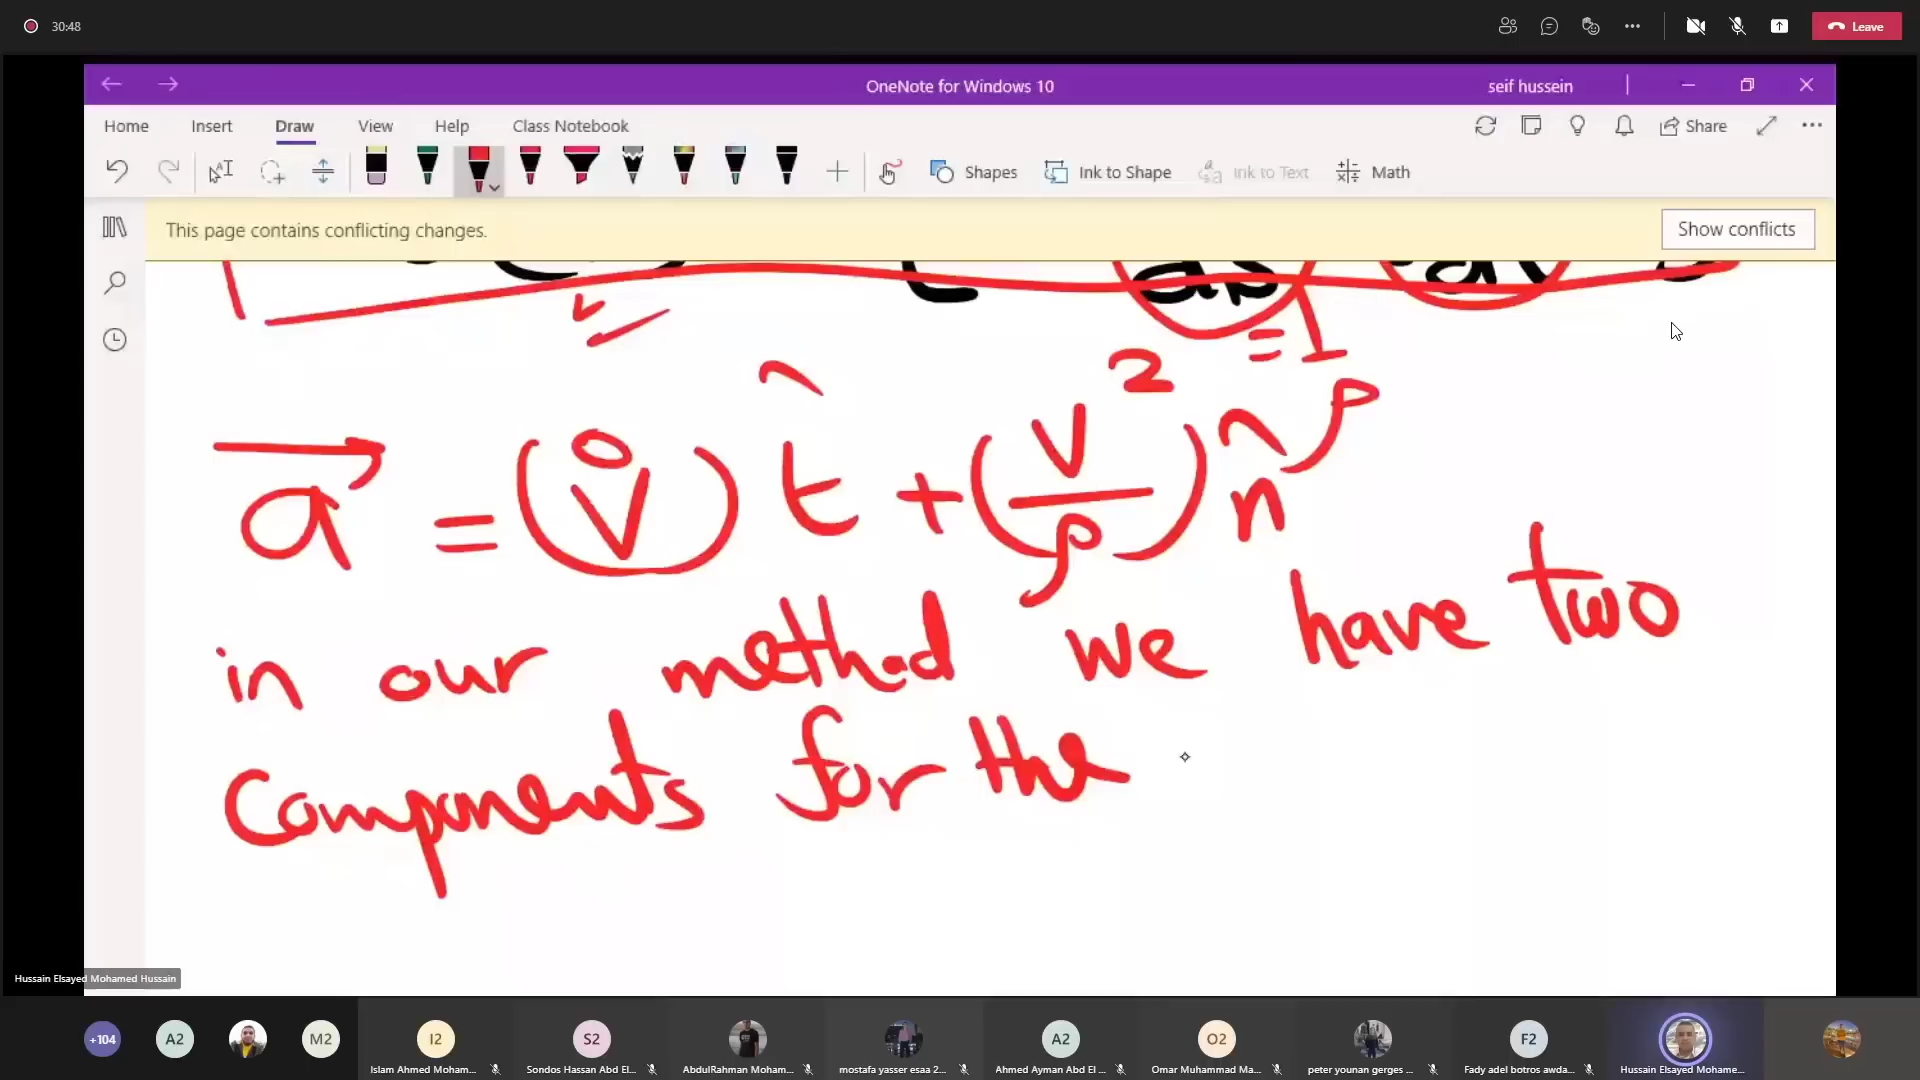 30:48
Leave
OneNote for Windows 10
seif hussein
Home Insert Draw View Help Class Notebook
Share
Shapes Ink to Shape Ink to Text Math
This page contains conflicting changes.
Show conflicts
= 1
a = (v̇) t̂ + (v²/ρ) n̂ ρ
in our method we have two
Components for the
Hussain Elsayed Mohamed Hussain
+104 A2 M2 I2 S2 A2 O2 F2
Islam Ahmed Moham... Sondos Hassan Abd El... AbdulRahman Moham... mostafa yasser esaa 2... Ahmed Ayman Abd El ... Omar Muhammad Ma... peter younan gerges ... Fady adel botros awda... Hussain Elsayed Mohame...